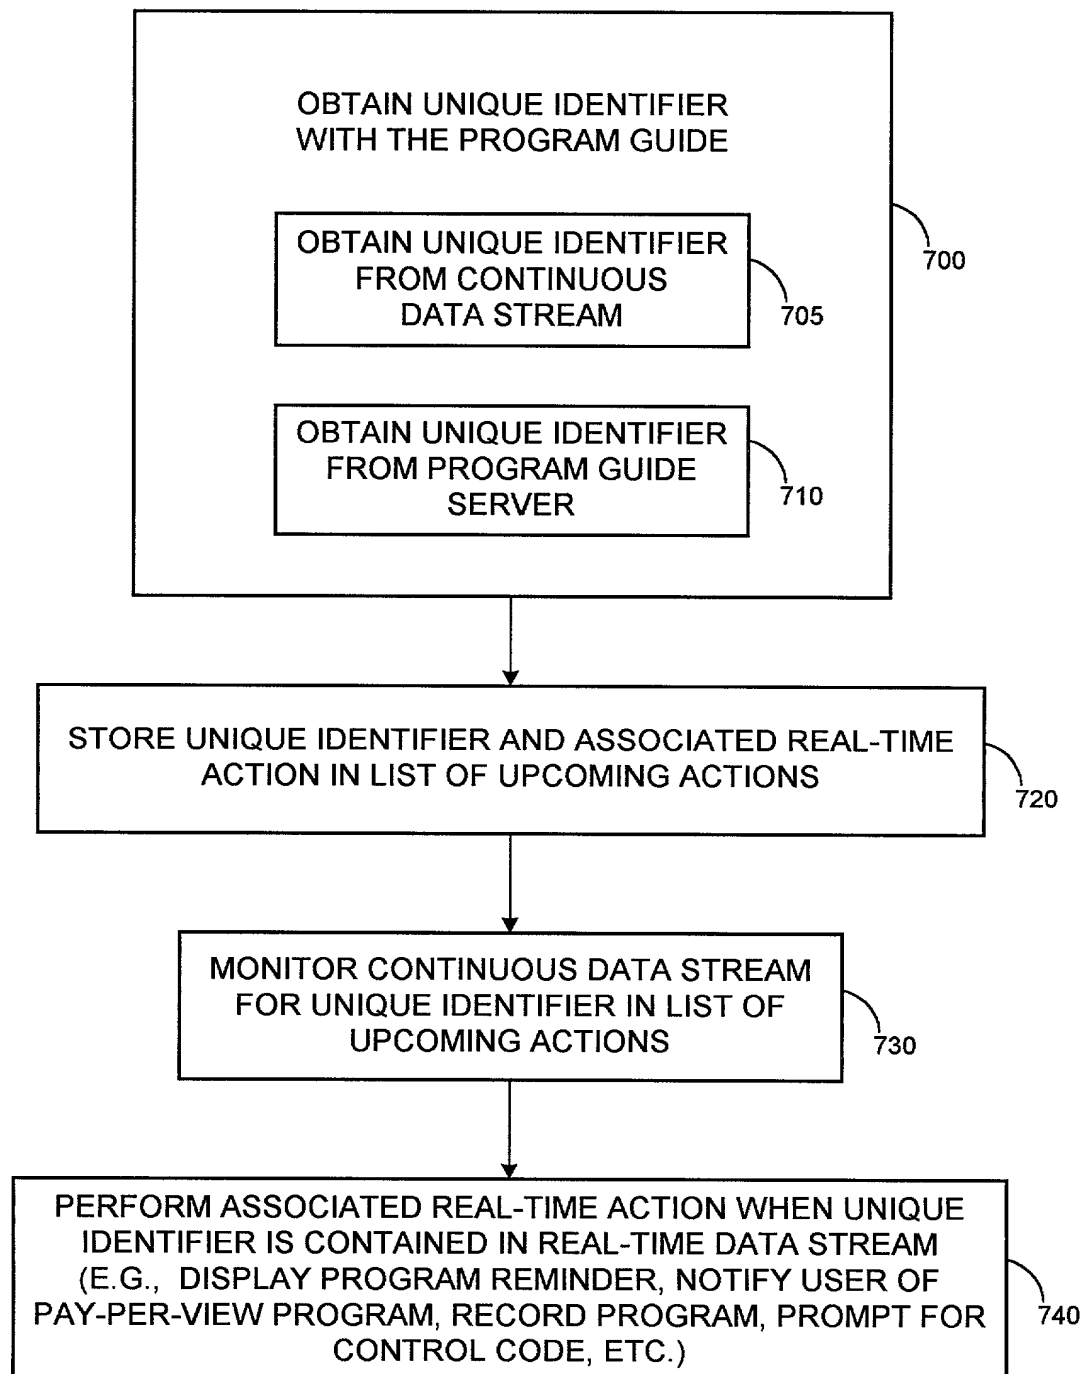 OBTAIN UNIQUE IDENTIFIER
WITH THE PROGRAM GUIDE
700
OBTAIN UNIQUE IDENTIFIER
FROM CONTINUOUS
DATA STREAM
705
OBTAIN UNIQUE IDENTIFIER
FROM PROGRAM GUIDE
SERVER
710
STORE UNIQUE IDENTIFIER AND ASSOCIATED REAL-TIME
ACTION IN LIST OF UPCOMING ACTIONS
720
MONITOR CONTINUOUS DATA STREAM
FOR UNIQUE IDENTIFIER IN LIST OF
UPCOMING ACTIONS
730
PERFORM ASSOCIATED REAL-TIME ACTION WHEN UNIQUE
IDENTIFIER IS CONTAINED IN REAL-TIME DATA STREAM
(E.G., DISPLAY PROGRAM REMINDER, NOTIFY USER OF
PAY-PER-VIEW PROGRAM, RECORD PROGRAM, PROMPT FOR
CONTROL CODE, ETC.)
740